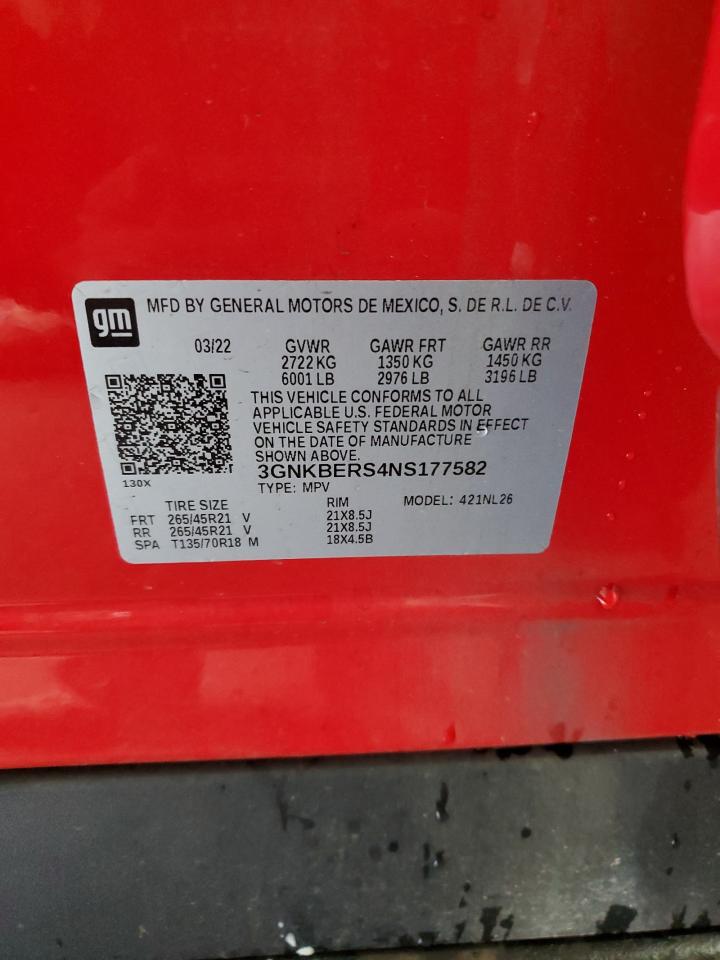 gm MFD BY GENERAL MOTORS DE MEXICO, S. DE R.L. DE C.V.
03/22 GVWR GAWR FRT GAWR RR
2722 KG 1350 KG 1450 KG
6001 LB 2976 LB 3196 LB
THIS VEHICLE CONFORMS TO ALL
APPLICABLE U.S. FEDERAL MOTOR
VEHICLE SAFETY STANDARDS IN EFFECT
ON THE DATE OF MANUFACTURE
SHOWN ABOVE.
3GNKBERS4NS177582
130X TYPE: MPV
TIRE SIZE RIM MODEL: 421NL26
FRT 265/45R21 V 21X8.5J
RR 265/45R21 V 21X8.5J
SPA T135/70R18 M 18X4.5B